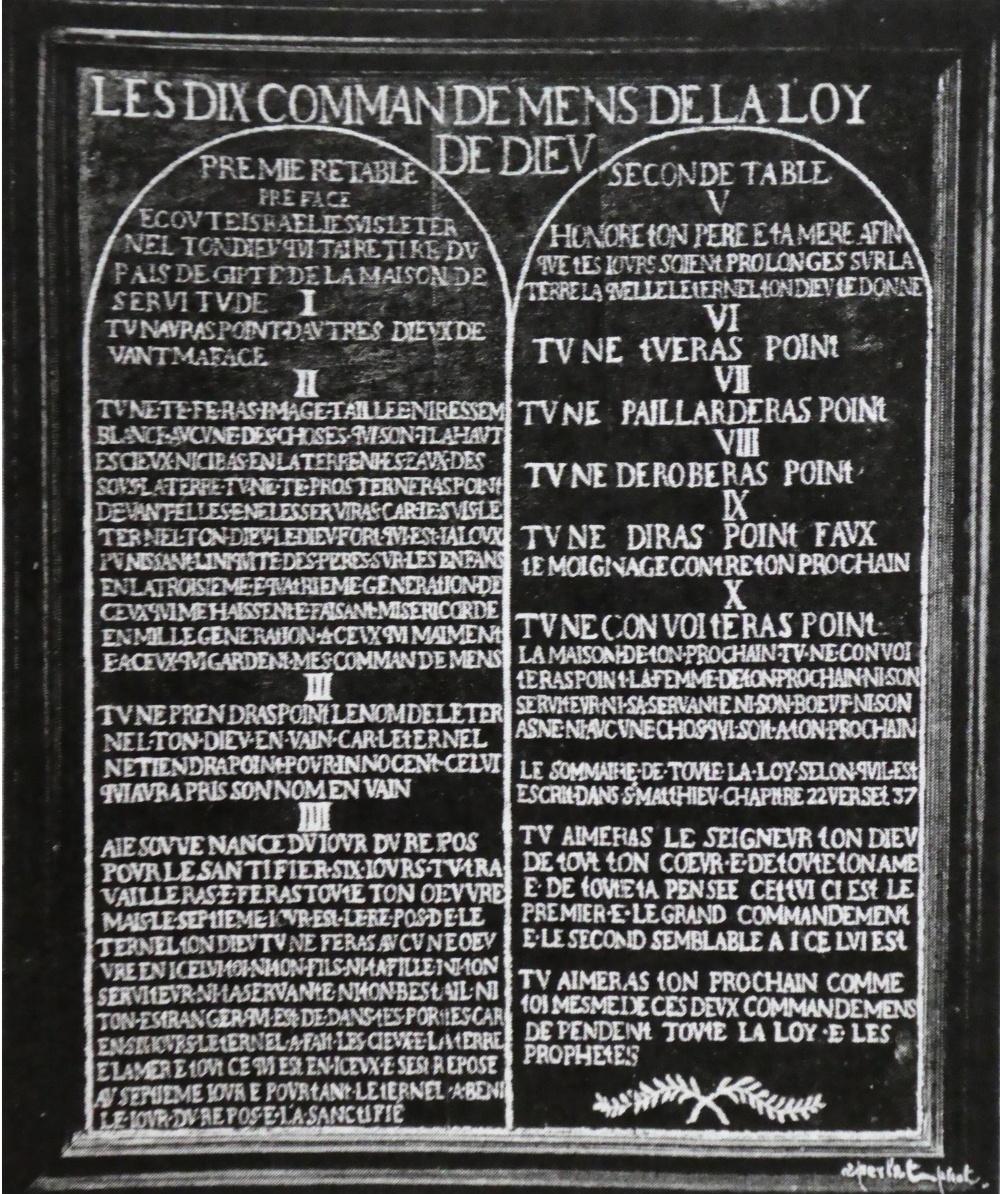 LES DIX COMMANDEMENS DE LA LOY
DE DIEV
PREMIERE TABLE
PREFACE
ECOVTE ISRAEL IE SVIS LETER
NEL TON DIEV QVI TAI RETIRE DV
PAIS DEGIPTE DE LA MAISON DE
SERVITVDE
I
TV NAVRAS POINT DAVTRES DIEVX DE
VANT MA FACE
II
TV NE TE FERAS IMAGE TAILLEE NI RESSEM
BLANCE AVCVNE DES CHOSES QVI SONT LA HAVT
ES CIEVX NI CI BAS EN LA TERRE NI ES EAVX DES
SOVS LA TERRE TV NE TE PROSTERNERAS POINT
DEVANT ELLES E NE LES SERVIRAS CAR IE SVIS LE
TERNEL TON DIEV LE DIEV FORT QVI EST IALOVX
PVNISSANT LINIQVITE DES PERES SVR LES ENFANS
EN LA TROISIEME E QVATRIEME GENERATION DE
CEVX QVI ME HAISSENT E FAISANT MISERICORDE
EN MILLE GENERATION A CEVX QVI MAIMENT
E A CEVX QVI GARDENT MES COMMANDEMENS
III
TV NE PRENDRAS POINT LE NOM DE LETER
NEL TON DIEV EN VAIN CAR LETERNEL
NE TIENDRA POINT POVR INNOCENT CELVI
QVI AVRA PRIS SON NOM EN VAIN
IIII
AIE SOVVENANCE DV IOVR DV REPOS
POVR LE SANTIFIER SIX IOVRS TV TRA
VAILLERAS E FERAS TOVTE TON OEVVRE
MAIS LE SEPTIEME IOVR EST LE REPOS DE LE
TERNEL TON DIEV TV NE FERAS AVCVNE OEV
VRE EN ICELVI TOI NI TON FILS NI TA FILLE NI TON
SERVITEVR NI TA SERVANTE NI TON BESTAIL NI
TON ESTRANGER QVI EST DEDANS TES PORTES CAR
EN SIX IOVRS LETERNEL A FAIT LES CIEVX E LA TERRE
E LA MER E TOVT CE QVI EST EN ICEVX E SEST REPOSE
AV SEPTIEME IOVR E POVRTANT LETERNEL A BENI
LE IOVR DV REPOS E LA SANCTIFIE
SECONDE TABLE
V
HONORE TON PERE E TA MERE AFIN
QVE TES IOVRS SOIENT PROLONGES SVR LA
TERRE LAQVELLE LETERNEL TON DIEV TE DONNE
VI
TV NE TVERAS POINT
VII
TV NE PAILLARDERAS POINT
VIII
TV NE DEROBERAS POINT
IX
TV NE DIRAS POINT FAVX
TEMOIGNAGE CONTRE TON PROCHAIN
X
TV NE CONVOITERAS POINT
LA MAISON DE TON PROCHAIN TV NE CONVOI
TERAS POINT LA FEMME DE TON PROCHAIN NI SON
SERVITEVR NI SA SERVANTE NI SON BOEVF NI SON
ASNE NI AVCVNE CHOS QVI SOIT A TON PROCHAIN
LE SOMMAIRE DE TOVTE LA LOY SELON QVIL EST
ESCRIT DANS St MATTHIEV CHAPITRE 22 VERSET 37
TV AIMERAS LE SEIGNEVR TON DIEV
DE TOVT TON COEVR E DE TOVTE TON AME
E DE TOVTE TA PENSEE CETTVI CI EST LE
PREMIER E LE GRAND COMMANDEMENT
E LE SECOND SEMBLABLE A ICELVI EST
TV AIMERAS TON PROCHAIN COMME
TOI MESME DE CES DEVX COMMANDEMENS
DEPENDENT TOVTE LA LOY E LES
PROPHETES